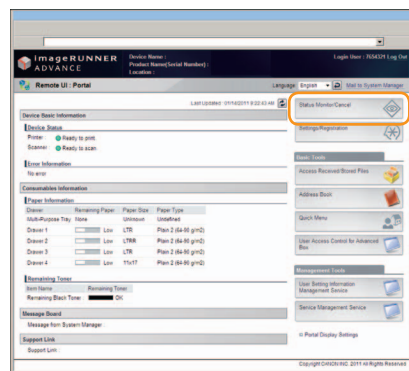 imageRUNNER
ADVANCE
Device Name :
Product Name(Serial Number) :
Location :
Login User : 7654321 Log Out
Remote UI : Portal
Language: English Mail to System Manager
Last Updated: 01/14/2011 9:22:43 AM
Device Basic Information
Device Status
Printer: Ready to print
Scanner: Ready to scan
Error Information
No error
Consumables Information
Paper Information
Drawer Remaining Paper Paper Size Paper Type
Multi-Purpose Tray None Unknown Undefined
Drawer 1 Low LTR Plain 2 (64-90 g/m2)
Drawer 2 Low LTRR Plain 2 (64-90 g/m2)
Drawer 3 Low LTR Plain 2 (64-90 g/m2)
Drawer 4 Low 11x17 Plain 2 (64-90 g/m2)
Remaining Toner
Item Name Remaining Toner
Remaining Black Toner OK
Message Board
Message from System Manager:
Support Link
Support Link :
Status Monitor/Cancel
Settings/Registration
Basic Tools
Access Received/Stored Files
Address Book
Quick Menu
User Access Control for Advanced
Box
Management Tools
User Setting Information
Management Service
Service Management Service
Portal Display Settings
Copyright CANON INC. 2011 All Rights Reserved